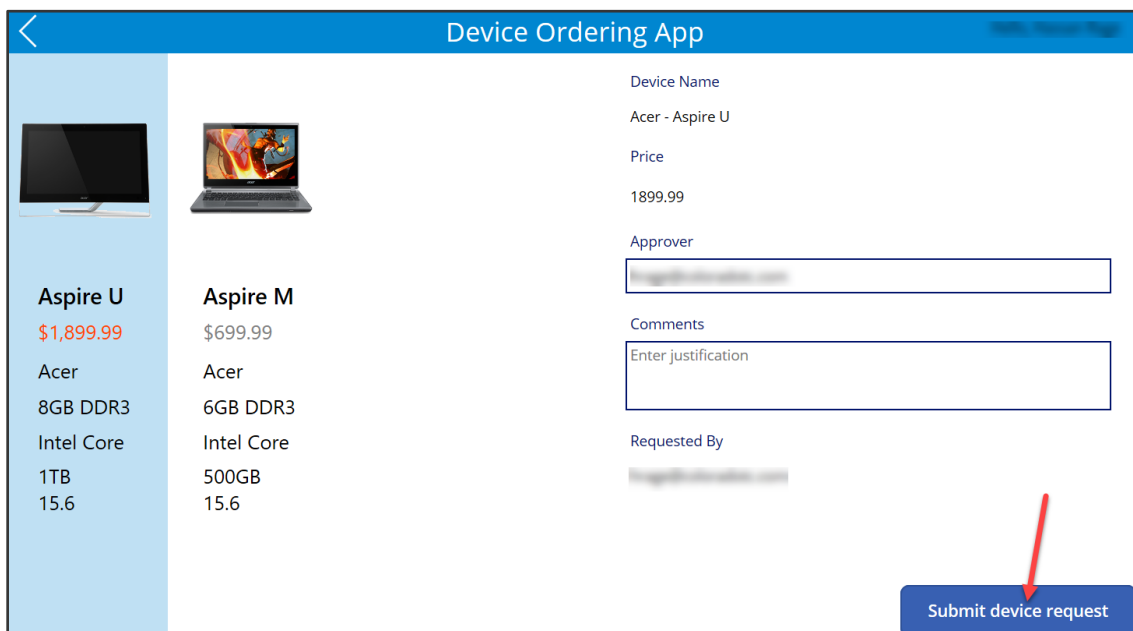 Device Ordering App
Aspire U
$1,899.99
Acer
8GB DDR3
Intel Core
1TB
15.6
Aspire M
$699.99
Acer
6GB DDR3
Intel Core
500GB
15.6
Device Name
Acer - Aspire U
Price
1899.99
Approver
Comments
Enter justification
Requested By
Submit device request